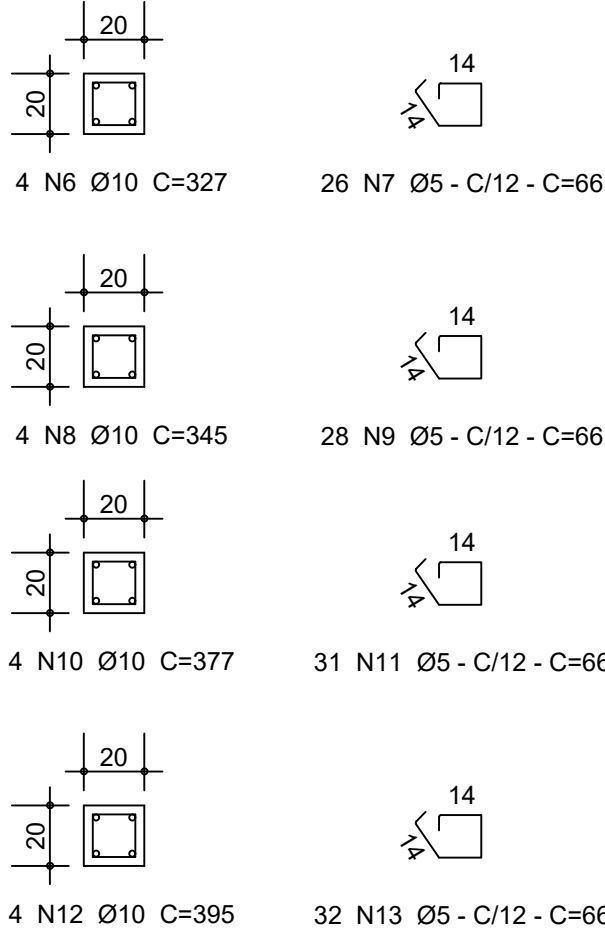 20
20
14
14
4 N6 Ø10 C=327
26 N7 Ø5 - C/12 - C=66
20
20
14
14
4 N8 Ø10 C=345
28 N9 Ø5 - C/12 - C=66
20
20
14
14
4 N10 Ø10 C=377
31 N11 Ø5 - C/12 - C=66
20
20
14
14
4 N12 Ø10 C=395
32 N13 Ø5 - C/12 - C=66